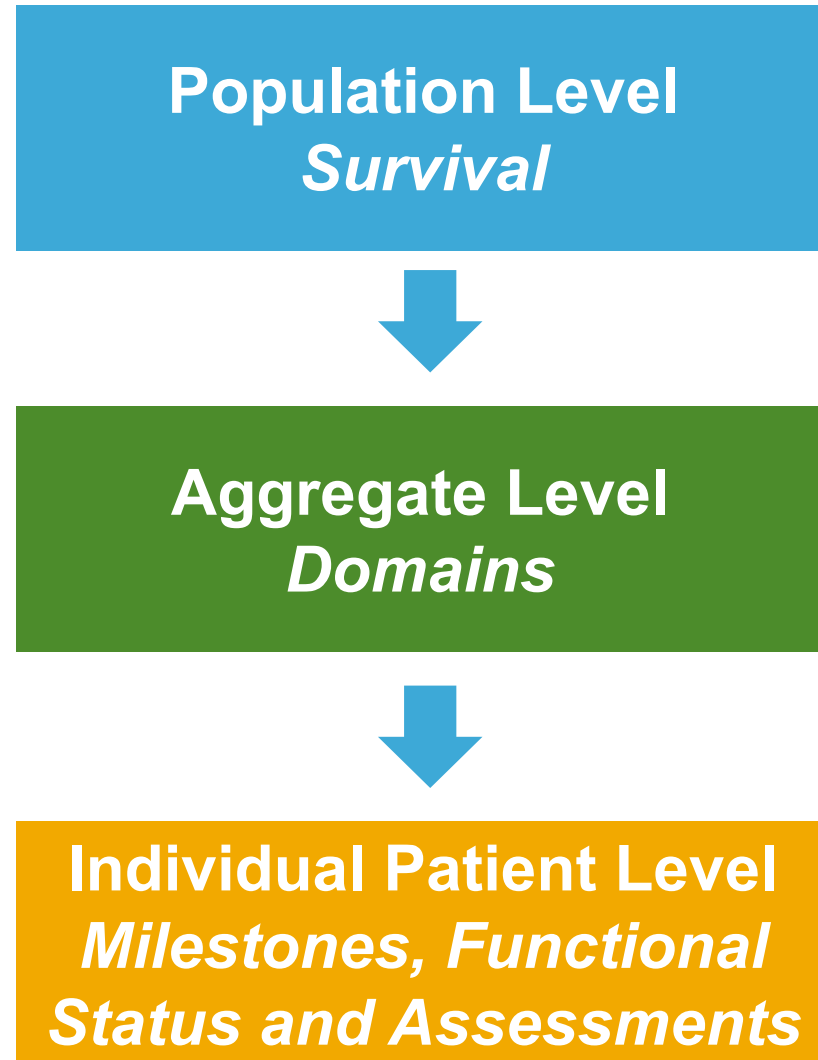 Population Level
Survival
Aggregate Level
Domains
Individual Patient Level
Milestones, Functional
Status and Assessments